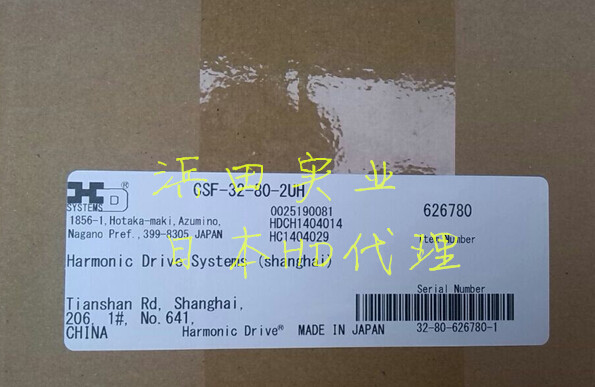 浜田实业
CSF-32-80-2UH
HD®
SYSTEMS
1856-1,Hotaka-maki,Azumino,
Nagano Pref.,399-8305 JAPAN
0025190081
HDCH1404014
HC1404029
626780
Item Number
日本HD代理
Harmonic Drive Systems (shanghai)
Tianshan Rd, Shanghai,
206, 1#, No.641,
CHINA
Harmonic Drive® MADE IN JAPAN
Serial Number
32-80-626780-1